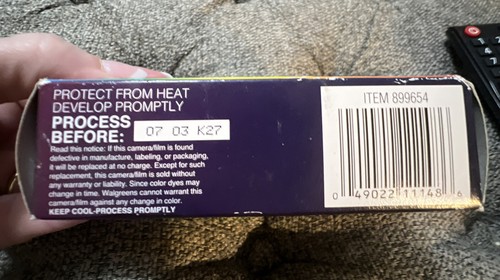 PROTECT FROM HEAT
DEVELOP PROMPTLY
PROCESS
BEFORE: 07 03 K27
Read this notice: If this camera/film is found
defective in manufacture, labeling, or packaging,
it will be replaced at no charge. Except for such
replacement, this camera/film is sold without
any warranty or liability. Since color dyes may
change in time, Walgreens cannot warrant this
camera/film against any change in color.
KEEP COOL-PROCESS PROMPTLY
ITEM 899654
0 49022 11148 6